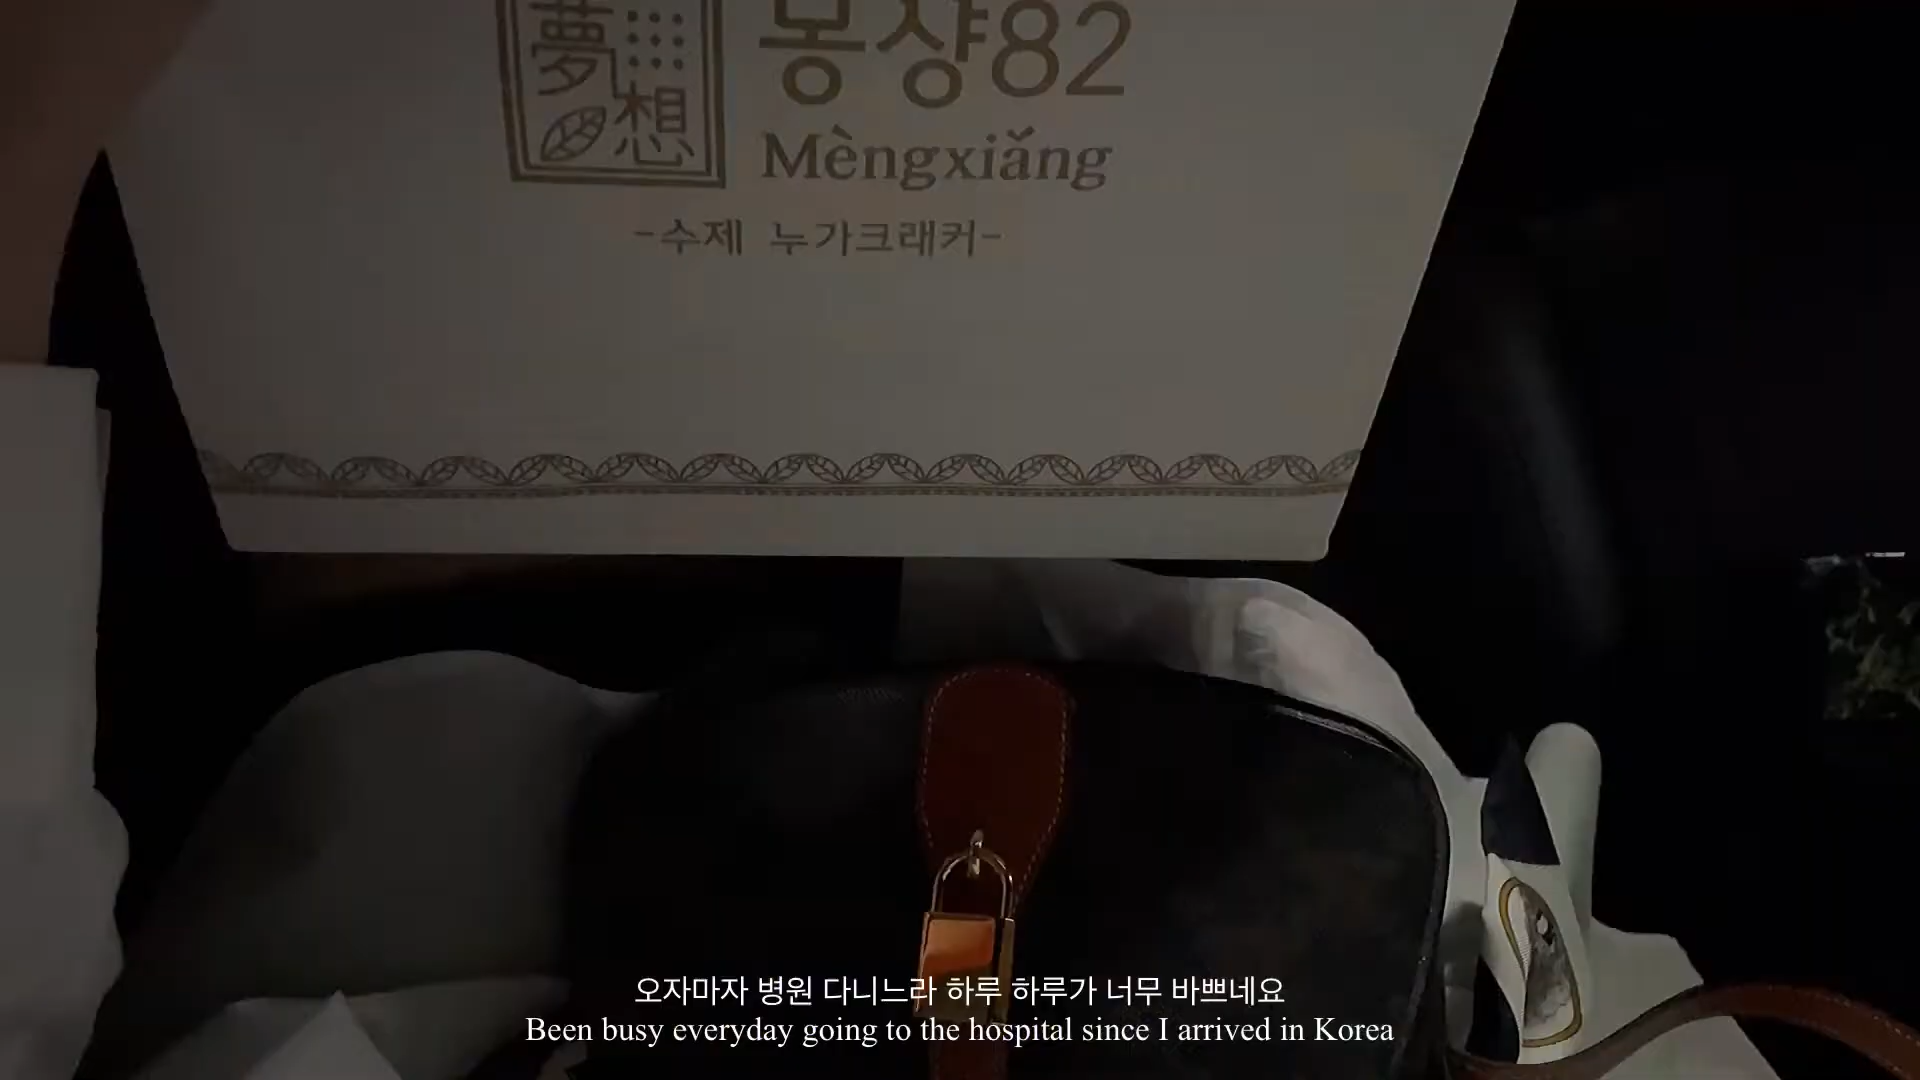 夢想
몽샹82
Mèngxiǎng
-수제 누가크래커-
오자마자 병원 다니느라 하루 하루가 너무 바쁘네요
Been busy everyday going to the hospital since I arrived in Korea